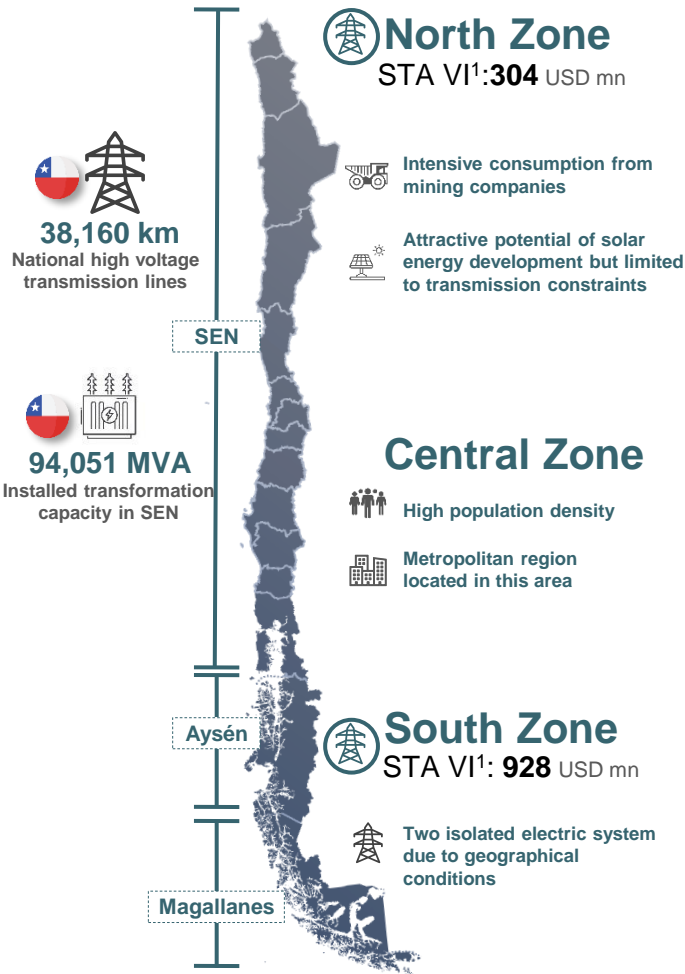 North Zone
STA VI¹:304 USD mn
Intensive consumption from
mining companies
Attractive potential of solar
energy development but limited
to transmission constraints
38,160 km
National high voltage
transmission lines
SEN
94,051 MVA
Installed transformation
capacity in SEN
Central Zone
High population density
Metropolitan region
located in this area
Aysén
South Zone
STA VI¹: 928 USD mn
Two isolated electric system
due to geographical
conditions
Magallanes